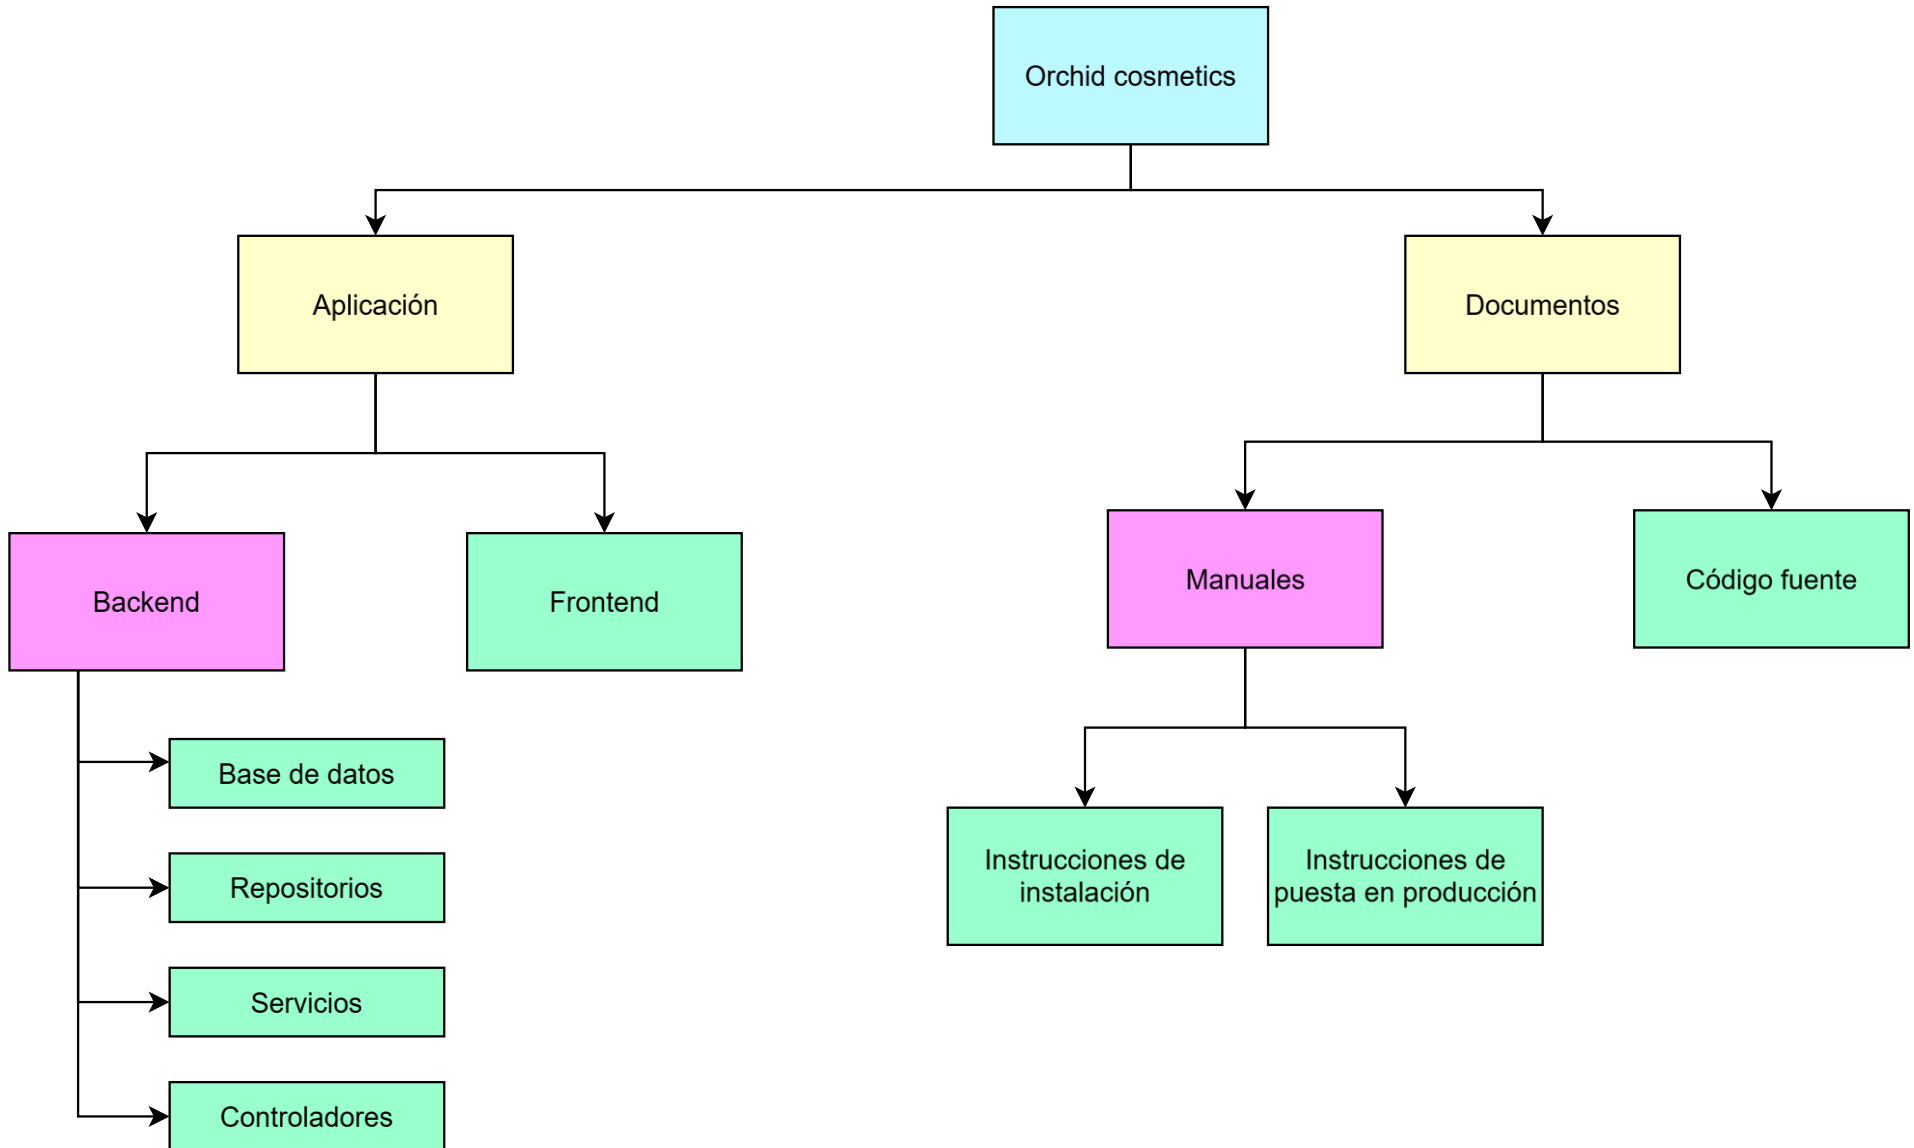 Orchid cosmetics
Aplicación
Documentos
Backend
Frontend
Manuales
Código fuente
Base de datos
Repositorios
Servicios
Controladores
Instrucciones de
instalación
Instrucciones de
puesta en producción